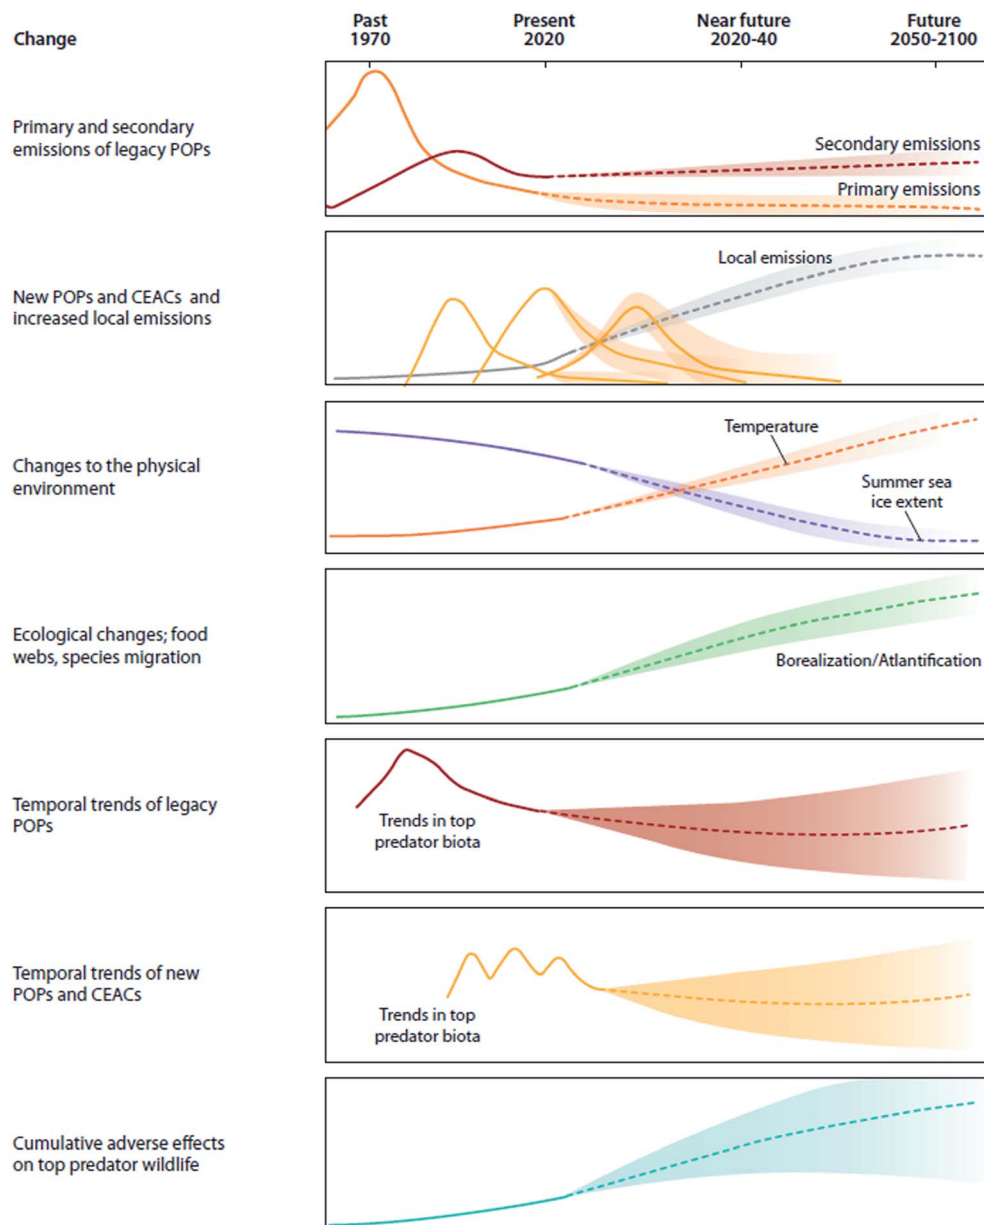 Change
Past
1970
Present
2020
Near future
2020-40
Future
2050-2100
Primary and secondary
emissions of legacy POPs
Secondary emissions
Primary emissions
New POPs and CEACs and
increased local emissions
Local emissions
Changes to the physical
environment
Temperature
Summer sea
ice extent
Ecological changes; food
webs, species migration
Borealization/Atlantification
Temporal trends of legacy
POPs
Trends in top
predator biota
Temporal trends of new
POPs and CEACs
Trends in top
predator biota
Cumulative adverse effects
on top predator wildlife